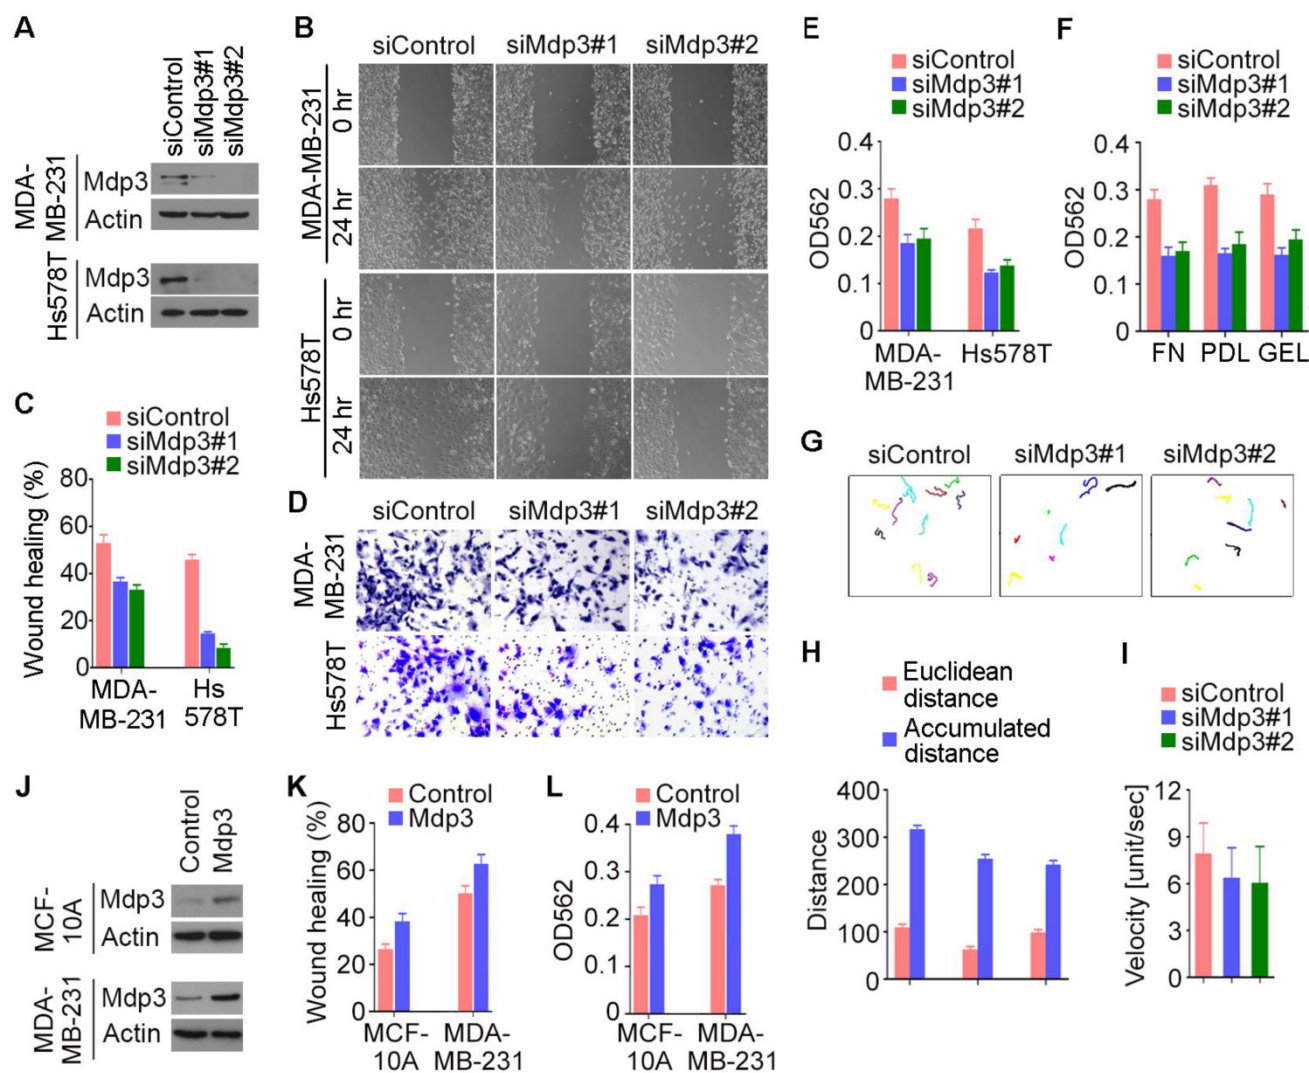 A
siControl
siMdp3#1
siMdp3#2
MDA-
MB-231
Mdp3
Actin
Hs578T
Mdp3
Actin
B
siControl
siMdp3#1
siMdp3#2
MDA-MB-231
0 hr
24 hr
Hs578T
0 hr
24 hr
C
siControl
siMdp3#1
siMdp3#2
Wound healing (%)
80
60
40
20
0
MDA-
MB-231
Hs
578T
D
siControl
siMdp3#1
siMdp3#2
MDA-
MB-231
Hs578T
E
siControl
siMdp3#1
siMdp3#2
OD562
0.4
0.3
0.2
0.1
0
MDA-
MB-231
Hs578T
F
siControl
siMdp3#1
siMdp3#2
OD562
0.4
0.3
0.2
0.1
0
FN
PDL
GEL
G
siControl
siMdp3#1
siMdp3#2
H
Euclidean
distance
Accumulated
distance
Distance
400
300
200
100
0
I
siControl
siMdp3#1
siMdp3#2
Velocity [unit/sec]
12
9
6
3
0
J
Control
Mdp3
MCF-
10A
Mdp3
Actin
MDA-
MB-231
Mdp3
Actin
K
Control
Mdp3
Wound healing (%)
80
60
40
20
0
MCF-
10A
MDA-
MB-231
L
Control
Mdp3
OD562
0.4
0.3
0.2
0.1
0
MCF-
10A
MDA-
MB-231